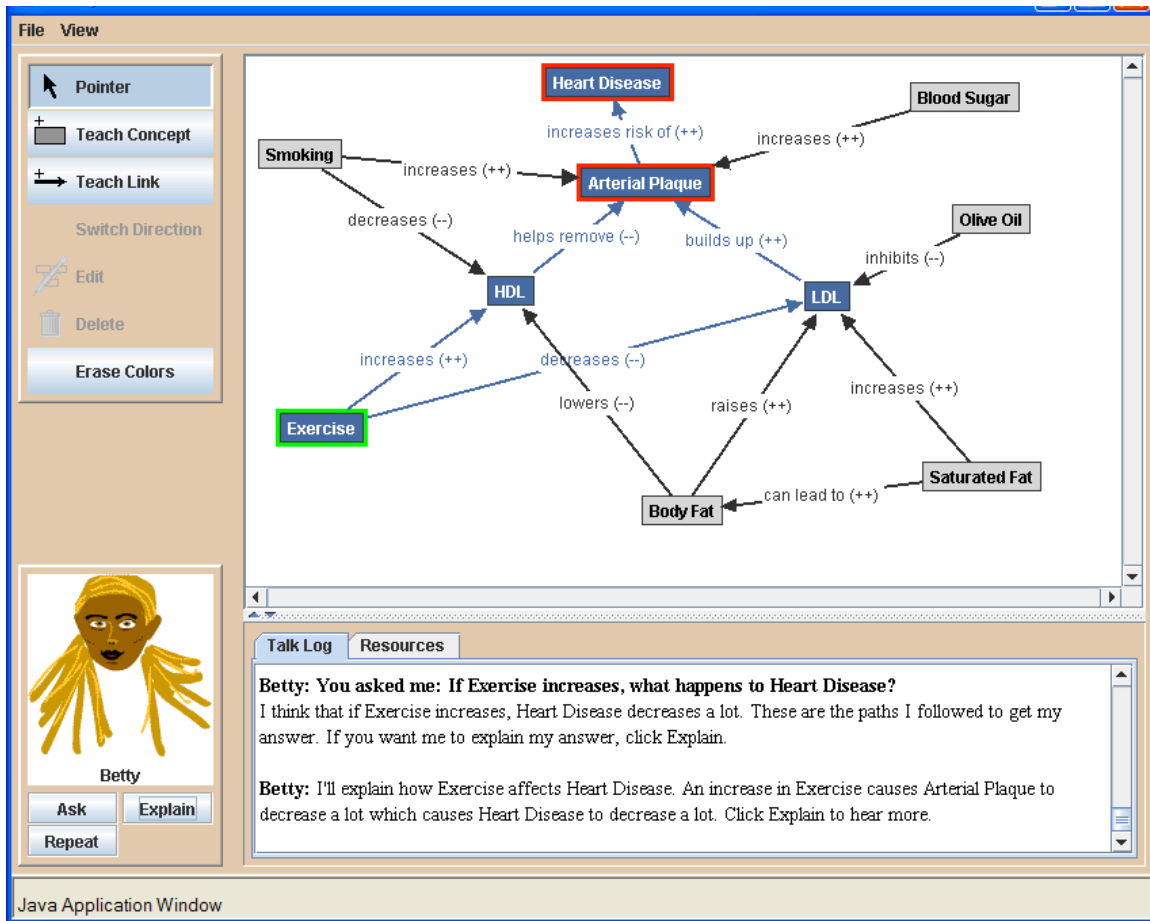 File View
Pointer
Teach Concept
Teach Link
Switch Direction
Edit
Delete
Erase Colors
Heart Disease
Blood Sugar
increases risk of (++)
increases (++)
Smoking
increases (++)
Arterial Plaque
decreases (--)
Olive Oil
helps remove (--)
builds up (++)
inhibits (--)
HDL
LDL
increases (++)
decreases (--)
increases (++)
lowers (--)
raises (++)
Exercise
Saturated Fat
can lead to (++)
Body Fat
Betty
Ask Explain
Repeat
Talk Log Resources
Betty: You asked me: If Exercise increases, what happens to Heart Disease?
I think that if Exercise increases, Heart Disease decreases a lot. These are the paths I followed to get my
answer. If you want me to explain my answer, click Explain.
Betty: I'll explain how Exercise affects Heart Disease. An increase in Exercise causes Arterial Plaque to
decrease a lot which causes Heart Disease to decrease a lot. Click Explain to hear more.
Java Application Window